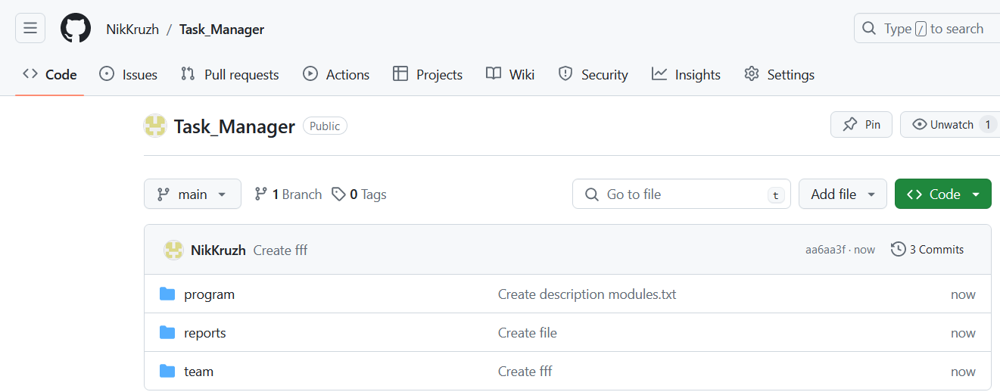 NikKruzh / Task_Manager Type / to search
Code Issues Pull requests Actions Projects Wiki Security Insights Settings
Task_Manager Public Pin Unwatch 1
main 1 Branch 0 Tags Go to file t Add file Code
NikKruzh Create fff aa6aa3f · now 3 Commits
program Create description modules.txt now
reports Create file now
team Create fff now